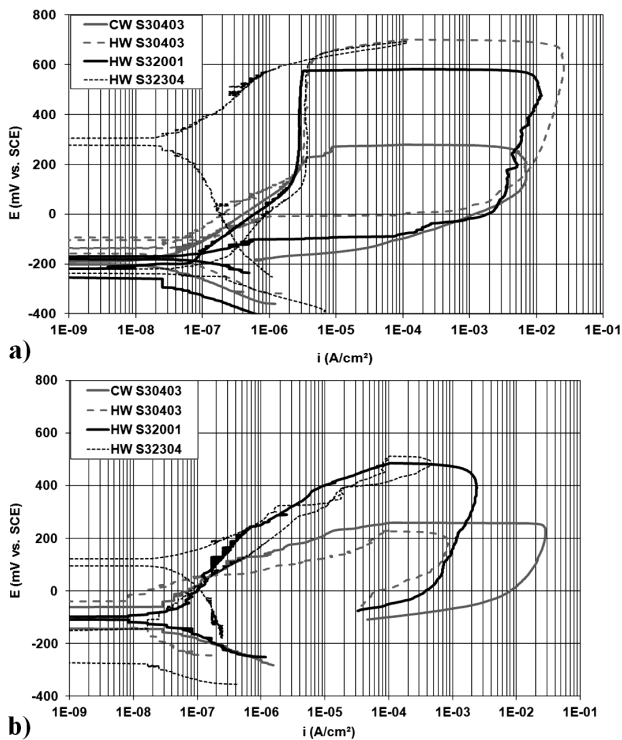 CW S30403
HW S30403
HW S32001
HW S32304
800
600
400
200
0
-200
-400
E (mV vs. SCE)
1E-09 1E-08 1E-07 1E-06 1E-05 1E-04 1E-03 1E-02 1E-01
i (A/cm²)
a)
CW S30403
HW S30403
HW S32001
HW S32304
800
600
400
200
0
-200
-400
E (mV vs. SCE)
1E-09 1E-08 1E-07 1E-06 1E-05 1E-04 1E-03 1E-02 1E-01
i (A/cm²)
b)